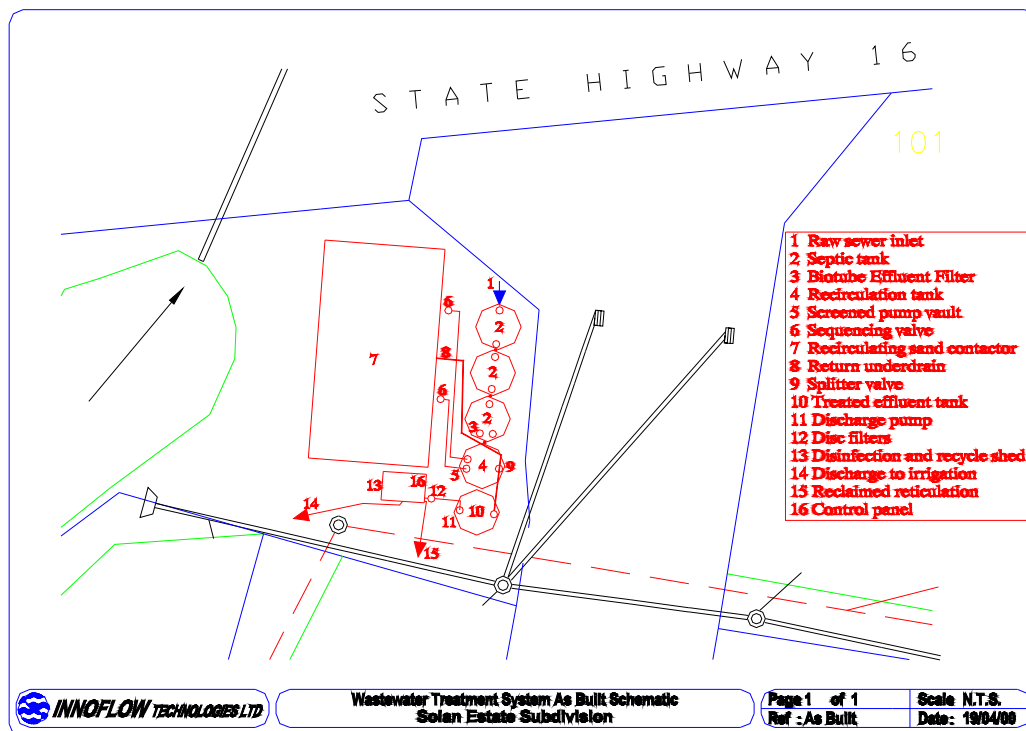 STATE HIGHWAY 16
101
1 Raw sewer inlet
2 Septic tank
3 Biotube Effluent Filter
4 Recirculation tank
5 Screened pump vault
6 Sequencing valve
7 Recirculating sand contactor
8 Return underdrain
9 Splitter valve
10 Treated effluent tank
11 Discharge pump
12 Disc filters
13 Disinfection and recycle shed
14 Discharge to irrigation
15 Reclaimed reticulation
16 Control panel
1
6
2
7
8
2
6
2
3
4
9
5
16
13
12
14
11
10
15
INNOFLOW TECHNOLOGIES LTD
Wastewater Treatment System As Built Schematic
Solan Estate Subdivision
Page 1 of 1
Scale N.T.S.
Ref : As Built
Date: 19/04/00